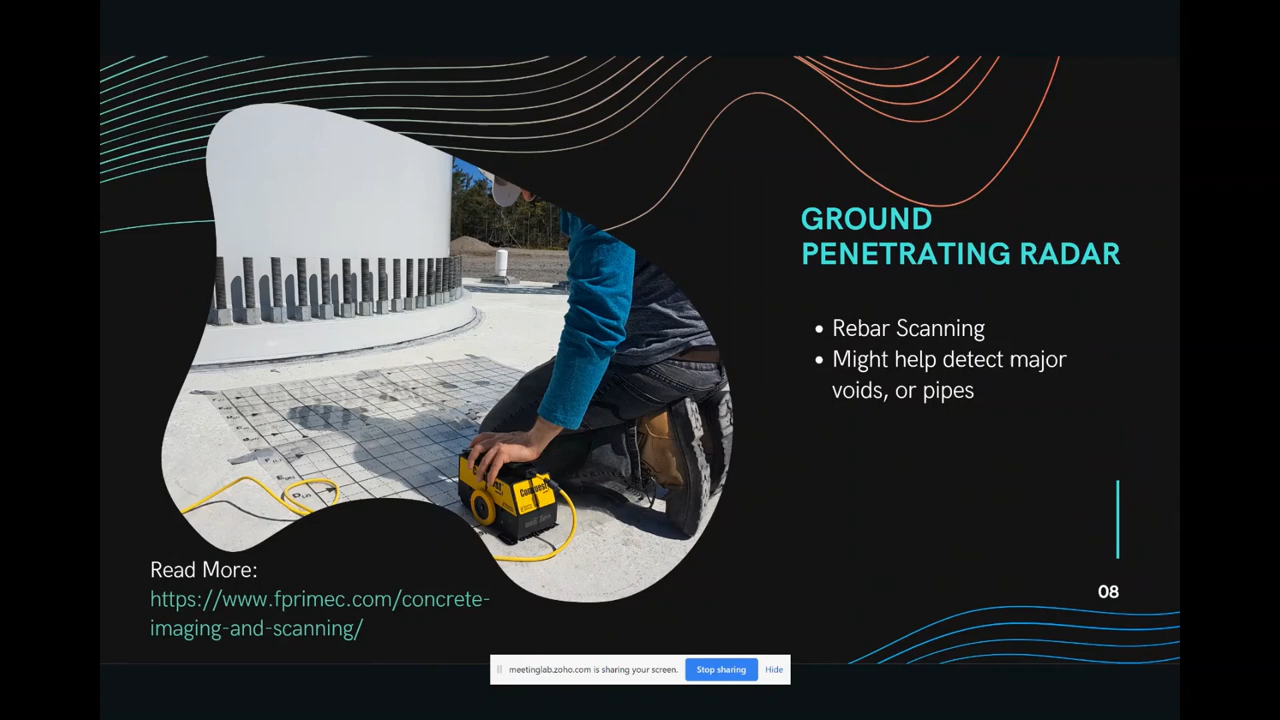 GROUND
PENETRATING RADAR
• Rebar Scanning
• Might help detect major
voids, or pipes
Conquest
Read More:
https://www.fprimec.com/concrete-
imaging-and-scanning/
08
meetinglab.zoho.com is sharing your screen.
Stop sharing
Hide